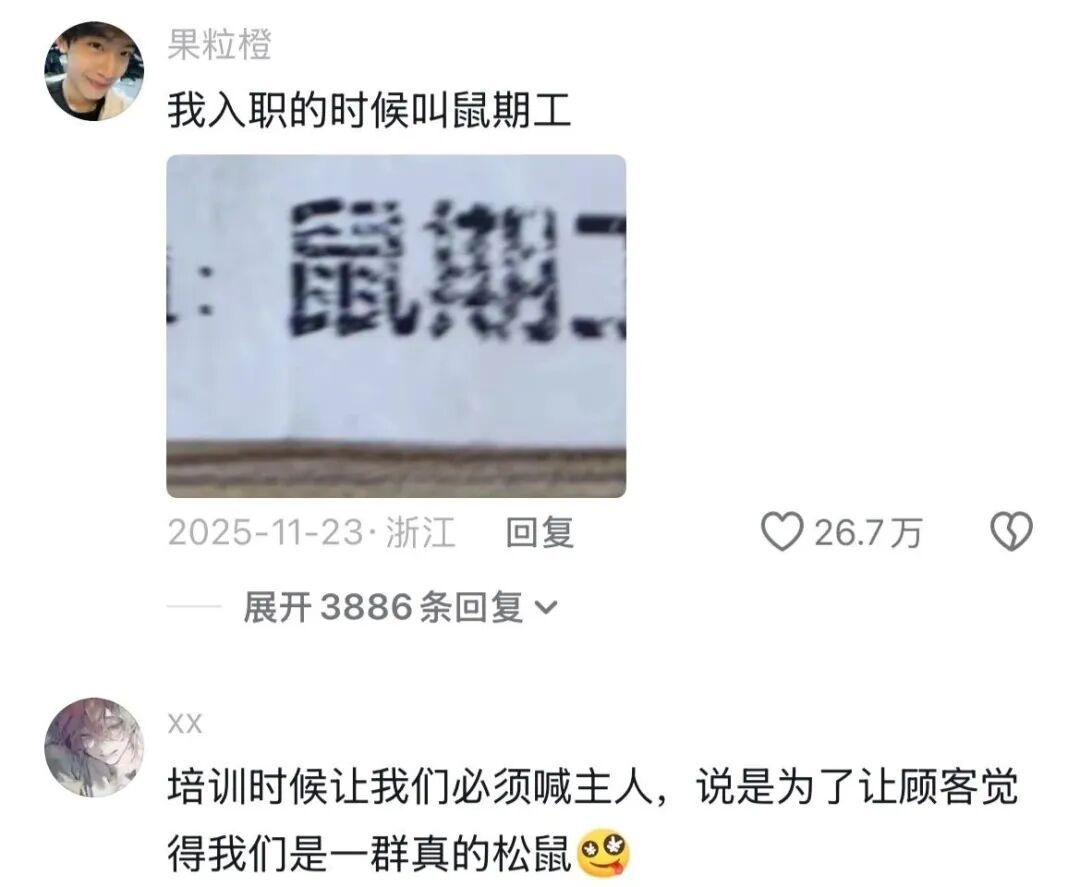 果粒橙
我入职的时候叫鼠期工
：鼠期工
2025-11-23·浙江 回复 26.7万
展开3886条回复
xx
培训时候让我们必须喊主人，说是为了让顾客觉
得我们是一群真的松鼠